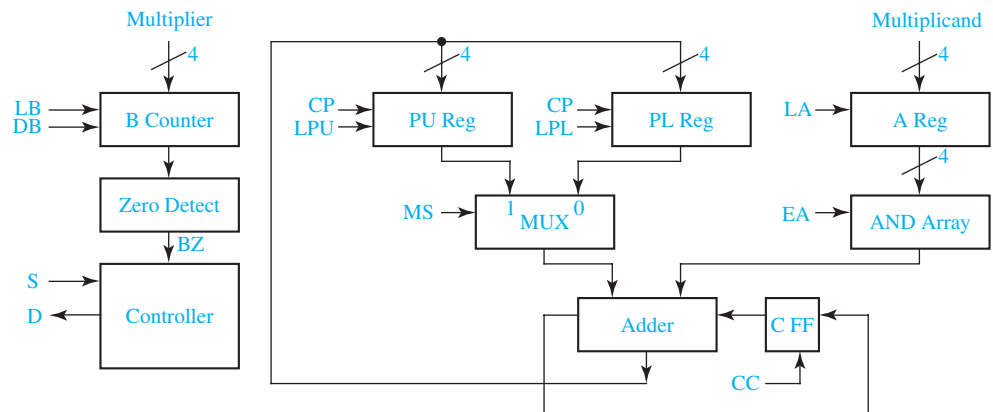 Multiplier
4
LB
DB
B Counter
Zero Detect
BZ
S
D
Controller
4
CP
LPU
PU Reg
4
CP
LPL
PL Reg
MS
1
0
MUX
Multiplicand
4
LA
A Reg
4
EA
AND Array
Adder
C FF
CC